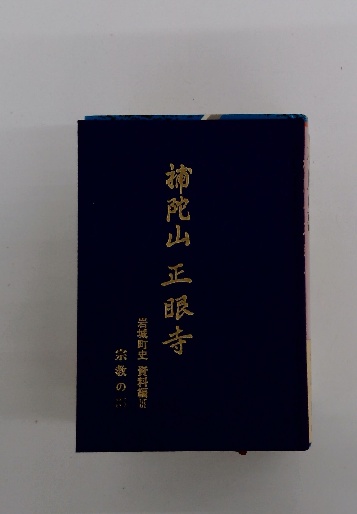 補陀山 正眼寺
岩城町史 資料編
宗教の